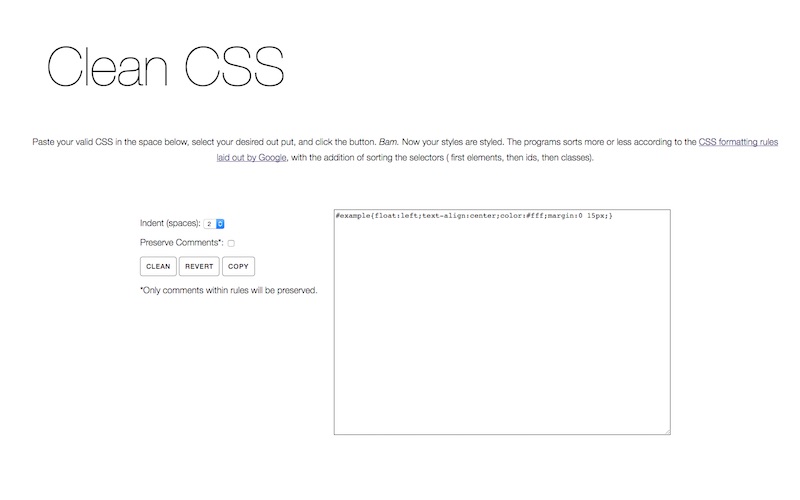 Clean CSS
Paste your valid CSS in the space below, select your desired out put, and click the button. Bam. Now your styles are styled. The programs sorts more or less according to the CSS formatting rules
laid out by Google, with the addition of sorting the selectors ( first elements, then ids, then classes).
Indent (spaces): 2
Preserve Comments*:
CLEAN REVERT COPY
*Only comments within rules will be preserved.
#example{float:left;text-align:center;color:#fff;margin:0 15px;}